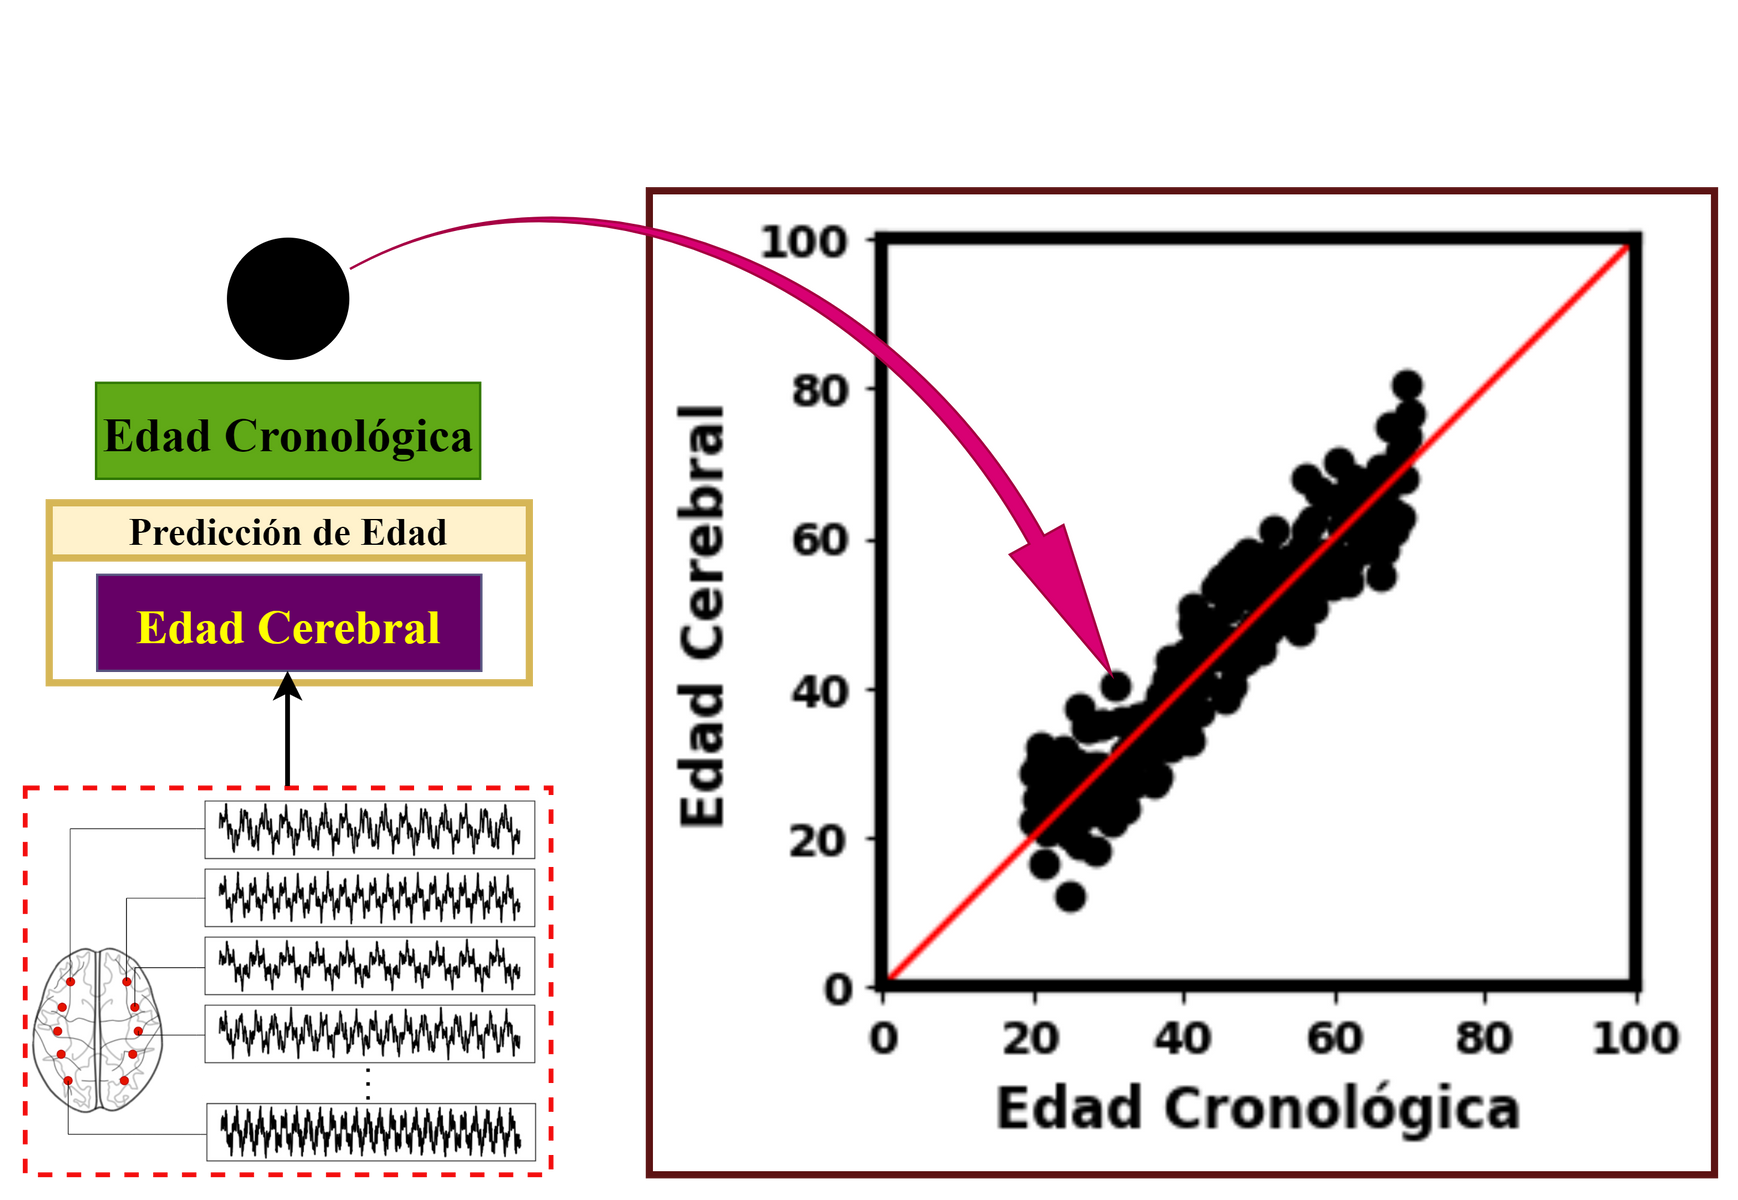 Edad Cronológica
Predicción de Edad
Edad Cerebral
100
80
60
40
20
0
Edad Cerebral
0 20 40 60 80 100
Edad Cronológica